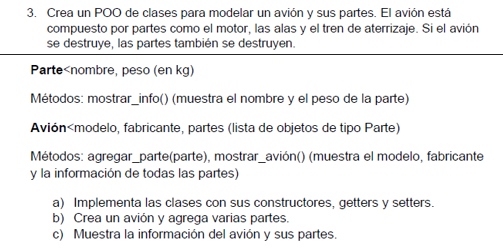 3. Crea un POO de clases para modelar un avión y sus partes. El avión está
compuesto por partes como el motor, las alas y el tren de aterrizaje. Si el avión
se destruye, las partes también se destruyen.
Parte<nombre, peso (en kg)
Métodos: mostrar_info() (muestra el nombre y el peso de la parte)
Avión<modelo, fabricante, partes (lista de objetos de tipo Parte)
Métodos: agregar_parte(parte), mostrar_avión() (muestra el modelo, fabricante
y la información de todas las partes)
a) Implementa las clases con sus constructores, getters y setters.
b) Crea un avión y agrega varias partes.
c) Muestra la información del avión y sus partes.